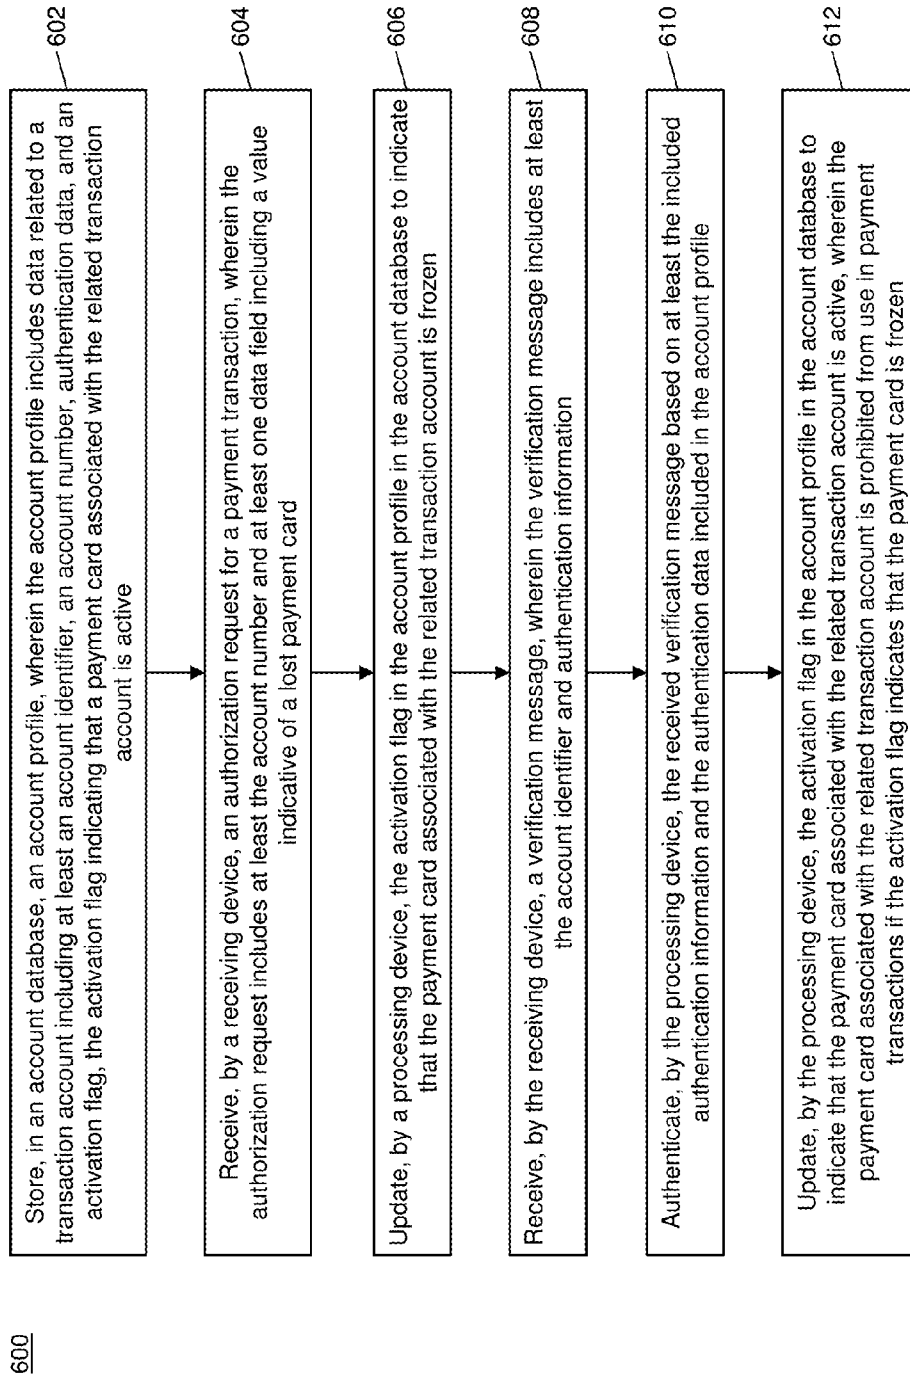 600
Store, in an account database, an account profile, wherein the account profile includes data related to a
transaction account including at least an account identifier, an account number, authentication data, and an
activation flag, the activation flag indicating that a payment card associated with the related transaction
account is active
602
Receive, by a receiving device, an authorization request for a payment transaction, wherein the
authorization request includes at least the account number and at least one data field including a value
indicative of a lost payment card
604
Update, by a processing device, the activation flag in the account profile in the account database to indicate
that the payment card associated with the related transaction account is frozen
606
Receive, by the receiving device, a verification message, wherein the verification message includes at least
the account identifier and authentication information
608
Authenticate, by the processing device, the received verification message based on at least the included
authentication information and the authentication data included in the account profile
610
Update, by the processing device, the activation flag in the account profile in the account database to
indicate that the payment card associated with the related transaction account is active, wherein the
payment card associated with the related transaction account is prohibited from use in payment
transactions if the activation flag indicates that the payment card is frozen
612